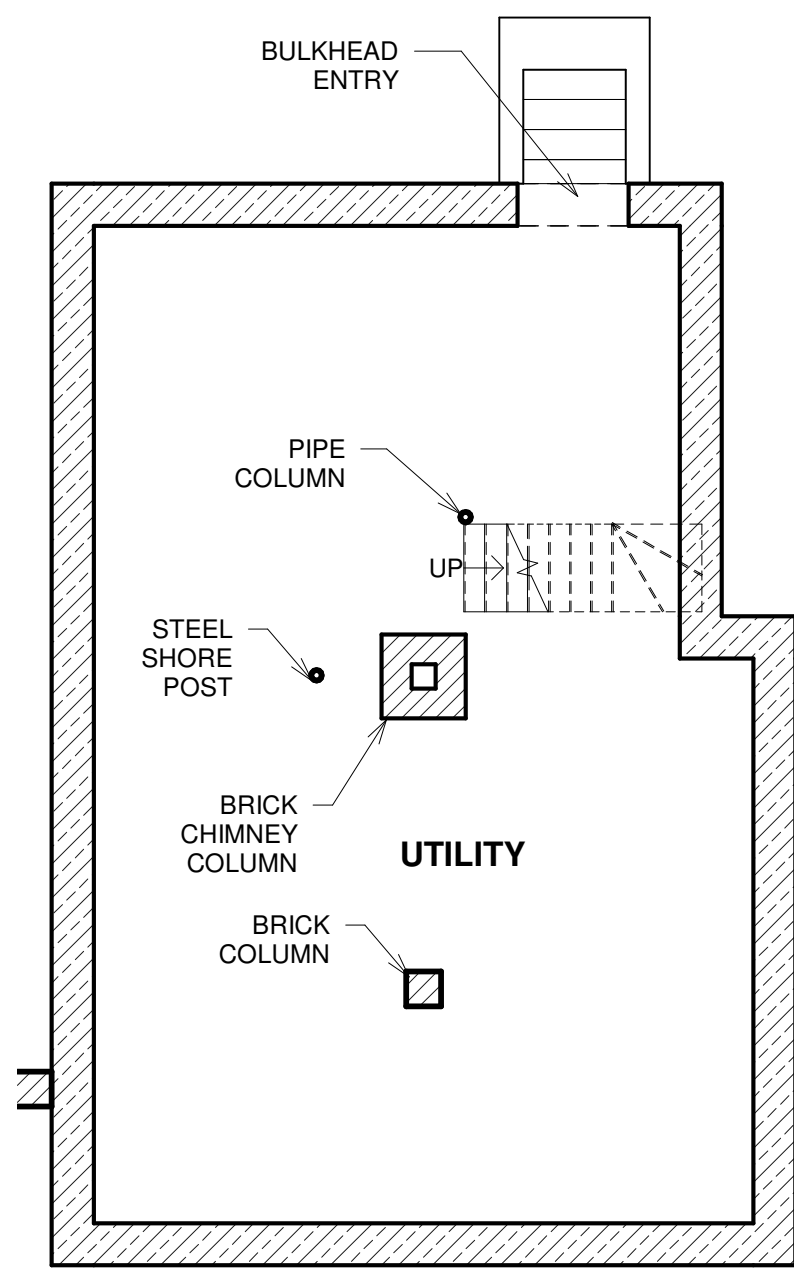 BULKHEAD
ENTRY
PIPE
COLUMN
UP
STEEL
SHORE
POST
BRICK
CHIMNEY
COLUMN
UTILITY
BRICK
COLUMN